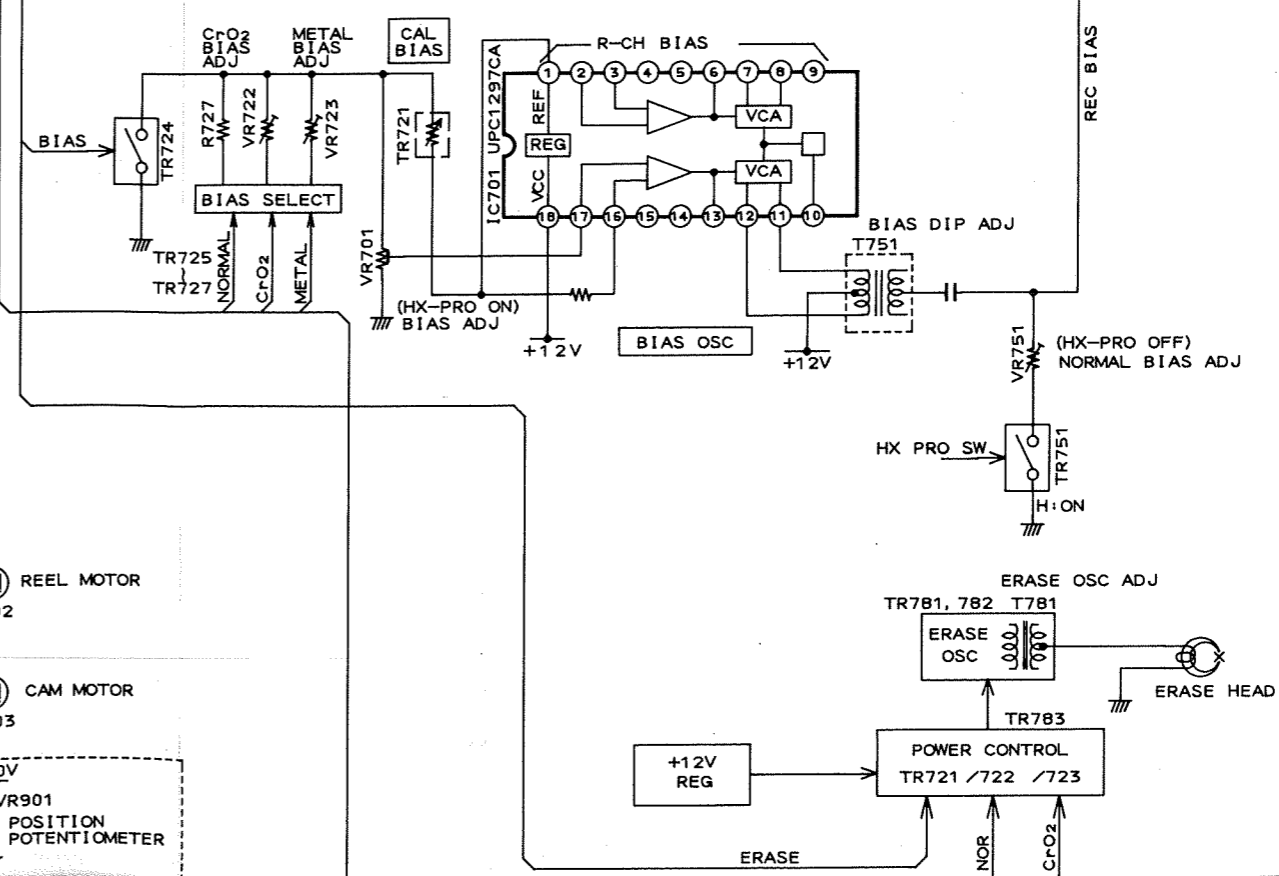 CrO2
BIAS
ADJ
METAL
BIAS
ADJ
CAL
BIAS
R-CH BIAS
REC BIAS
1 2 3 4 5 6 7 8 9
BIAS
TR724
R727
VR722
VR723
TR721
IC701 UPC1297CA
REF
REG
VCC
VCA
VCA
BIAS SELECT
18 17 16 15 14 13 12 11 10
TR725
TR727
NORMAL
CrO2
METAL
VR701
(HX-PRO ON)
BIAS ADJ
+12V
BIAS OSC
BIAS DIP ADJ
T751
+12V
VR751
(HX-PRO OFF)
NORMAL BIAS ADJ
HX PRO SW
TR751
H:ON
REEL MOTOR
02
CAM MOTOR
03
0V
VR901
POSITION
POTENTIOMETER
ERASE OSC ADJ
TR781, 782 T781
ERASE
OSC
ERASE HEAD
TR783
+12V
REG
POWER CONTROL
TR721 /722 /723
ERASE
NOR
CrO2